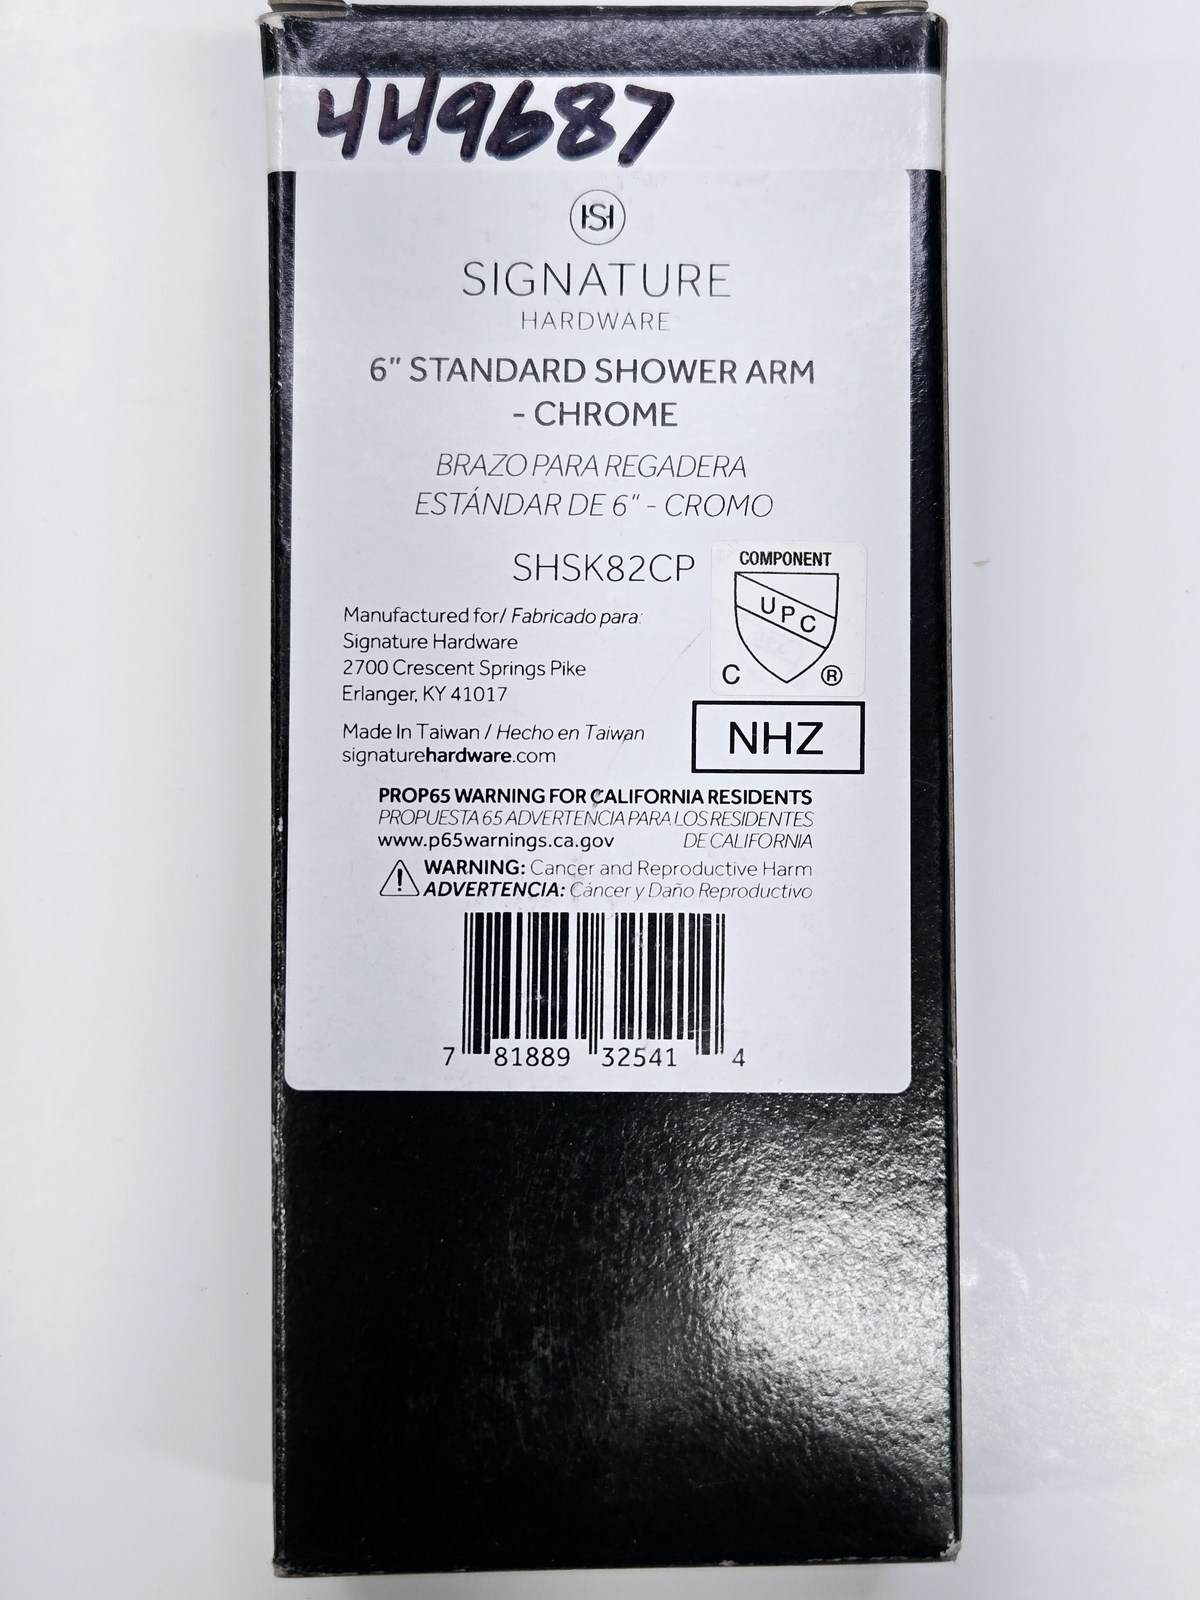 449687
SH
SIGNATURE
HARDWARE
6" STANDARD SHOWER ARM
- CHROME
BRAZO PARA REGADERA
ESTÁNDAR DE 6" - CROMO
SHSK82CP
COMPONENT
UPC
C ®
Manufactured for/ Fabricado para:
Signature Hardware
2700 Crescent Springs Pike
Erlanger, KY 41017
NHZ
Made In Taiwan / Hecho en Taiwan
signaturehardware.com
PROP65 WARNING FOR CALIFORNIA RESIDENTS
PROPUESTA 65 ADVERTENCIA PARA LOS RESIDENTES
www.p65warnings.ca.gov DE CALIFORNIA
WARNING: Cancer and Reproductive Harm
ADVERTENCIA: Cáncer y Daño Reproductivo
7 81889 32541 4